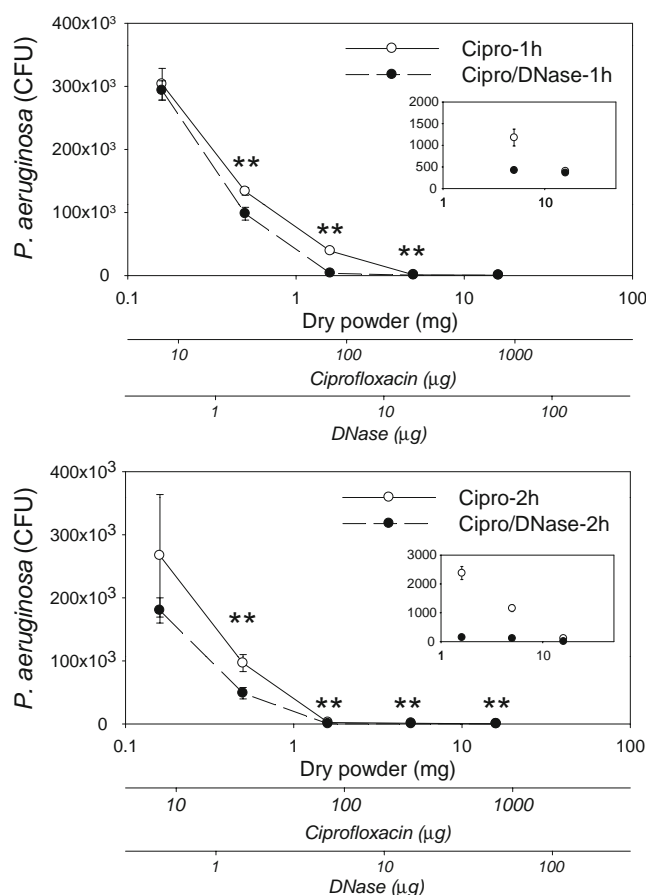 400x10³
300x10³
200x10³
100x10³
0
P. aeruginosa (CFU)
Cipro-1h
Cipro/DNase-1h
2000
1500
1000
500
0
1 10
**
**
**
0.1 1 10 100
Dry powder (mg)
10 100 1000
Ciprofloxacin (μg)
1 10 100
DNase (μg)
400x10³
300x10³
200x10³
100x10³
0
P. aeruginosa (CFU)
Cipro-2h
Cipro/DNase-2h
3000
2000
1000
0
1 10
**
** ** **
0.1 1 10 100
Dry powder (mg)
10 100 1000
Ciprofloxacin (μg)
1 10 100
DNase (μg)